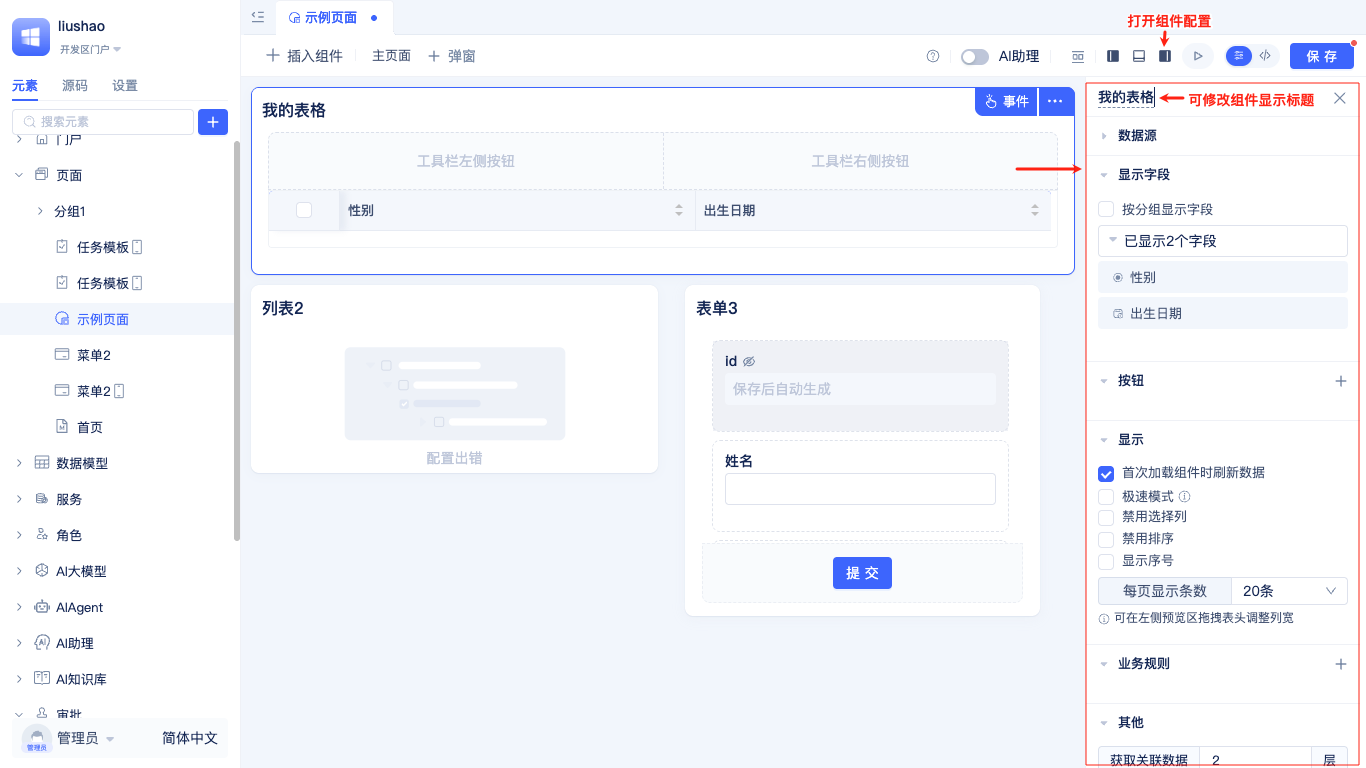 liushao
开发区门户
元素
源码
设置
搜索元素
门户
页面
分组1
任务模板
任务模板
示例页面
菜单2
菜单2
首页
数据模型
服务
角色
AI大模型
AIAgent
AI助理
AI知识库
审批
管理员
管理员
简体中文
示例页面
插入组件
主页面
弹窗
AI助理
打开组件配置
保存
我的表格
事件
工具栏左侧按钮
工具栏右侧按钮
性别
出生日期
列表2
配置出错
表单3
id
保存后自动生成
姓名
提交
我的表格
可修改组件显示标题
数据源
显示字段
按分组显示字段
已显示2个字段
性别
出生日期
按钮
显示
首次加载组件时刷新数据
极速模式
禁用选择列
禁用排序
显示序号
每页显示条数
20条
可在左侧预览区拖拽表头调整列宽
业务规则
其他
获取关联数据
2
层